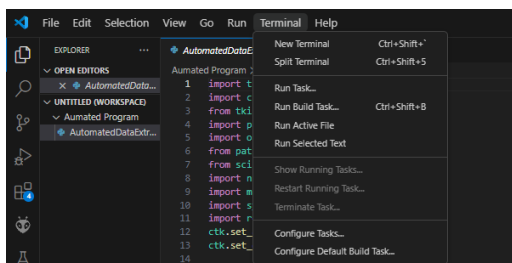 File Edit Selection View Go Run Terminal Help
EXPLORER ...
OPEN EDITORS
AutomatedData...
UNTITLED (WORKSPACE)
Aumated Program
AutomatedDataExtr...
4
AutomatedDataE
Aumated Program >
1 import t
2 import c
3 from tki
4 import p
5 import o
6 from pat
7 from sci
8 import n
9 import m
10 import s
11 import r
12 ctk.set_
13 ctk.set_
14
New Terminal Ctrl+Shift+`
Split Terminal Ctrl+Shift+5
Run Task...
Run Build Task... Ctrl+Shift+B
Run Active File
Run Selected Text
Show Running Tasks...
Restart Running Task...
Terminate Task...
Configure Tasks...
Configure Default Build Task...